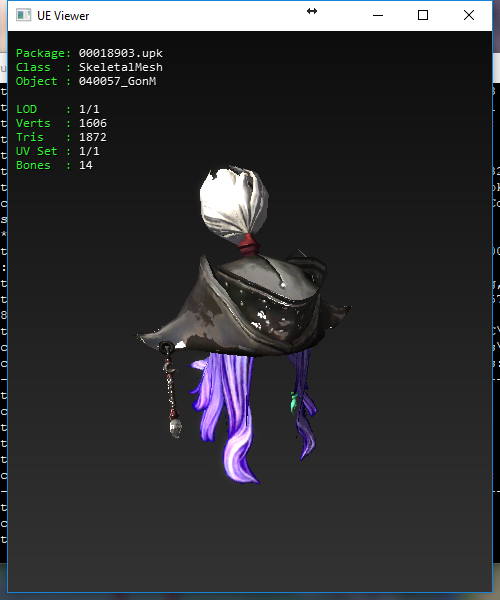 UE Viewer
Package: 00018903.upk
Class  : SkeletalMesh
Object : 040057_GonM
LOD    : 1/1
Verts  : 1606
Tris   : 1872
UV Set : 1/1
Bones  : 14